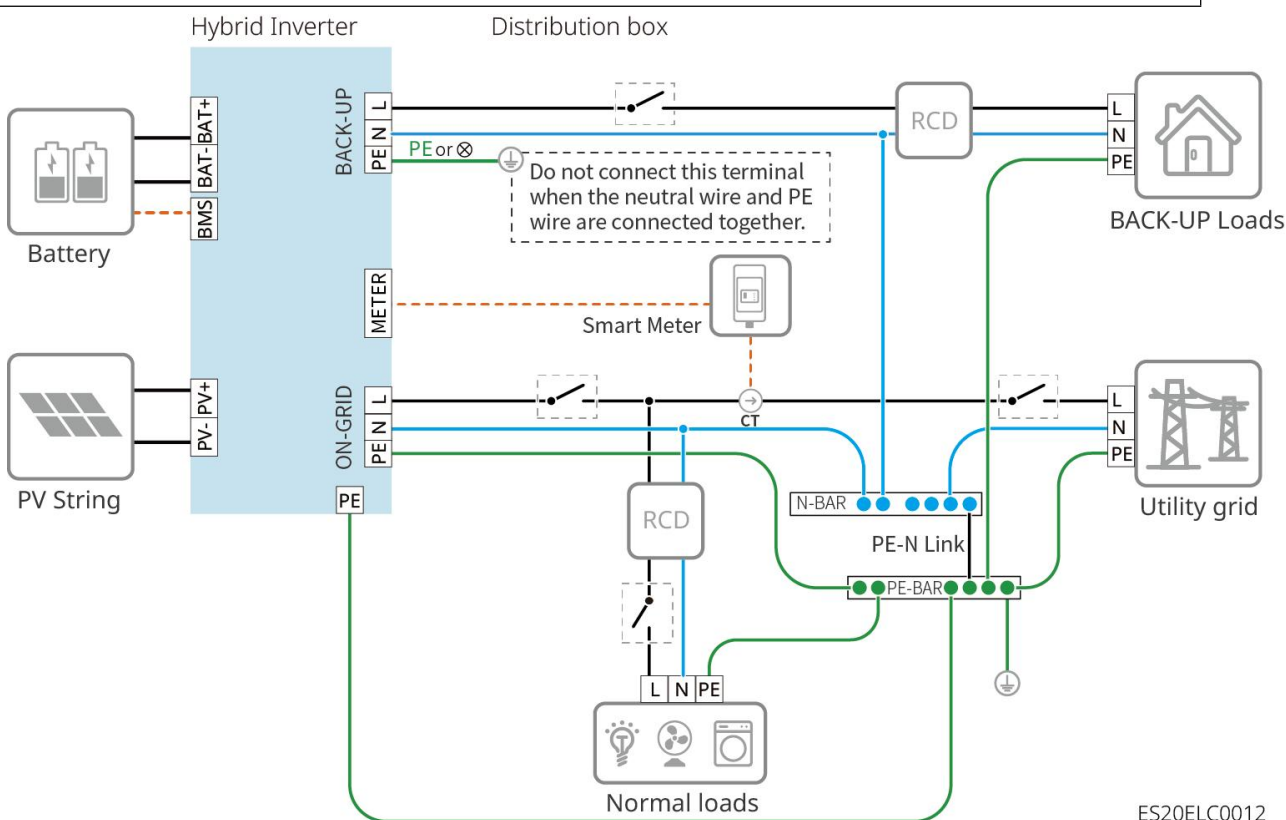 Hybrid Inverter
Distribution box
BAT+
BAT-
BMS
Battery
BACK-UP
L
N
PE
PE or ⊗
Do not connect this terminal
when the neutral wire and PE
wire are connected together.
RCD
L
N
PE
BACK-UP Loads
METER
Smart Meter
PV+
PV-
PV String
ON-GRID
L
N
PE
PE
CT
L
N
PE
Utility grid
N-BAR
PE-N Link
PE-BAR
RCD
L
N
PE
Normal loads
ES20ELC0012